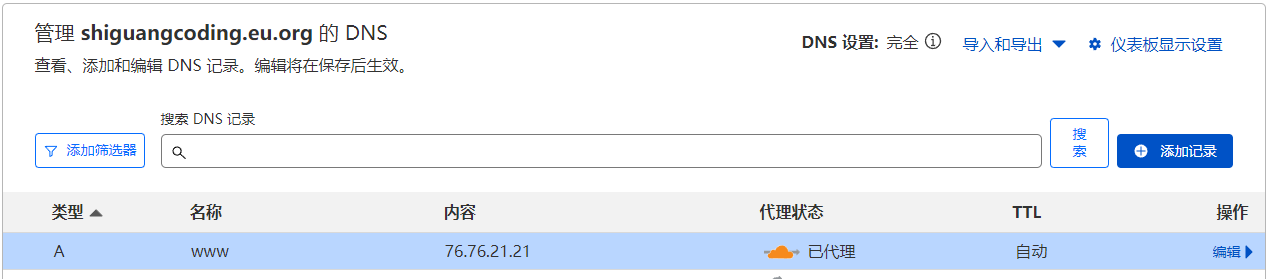 管理 shiguangcoding.eu.org 的 DNS
查看、添加和编辑 DNS 记录。编辑将在保存后生效。
DNS 设置: 完全 导入和导出 仪表板显示设置
搜索 DNS 记录
添加筛选器
搜
索
添加记录
类型 名称 内容 代理状态 TTL 操作
A www 76.76.21.21 已代理 自动 编辑